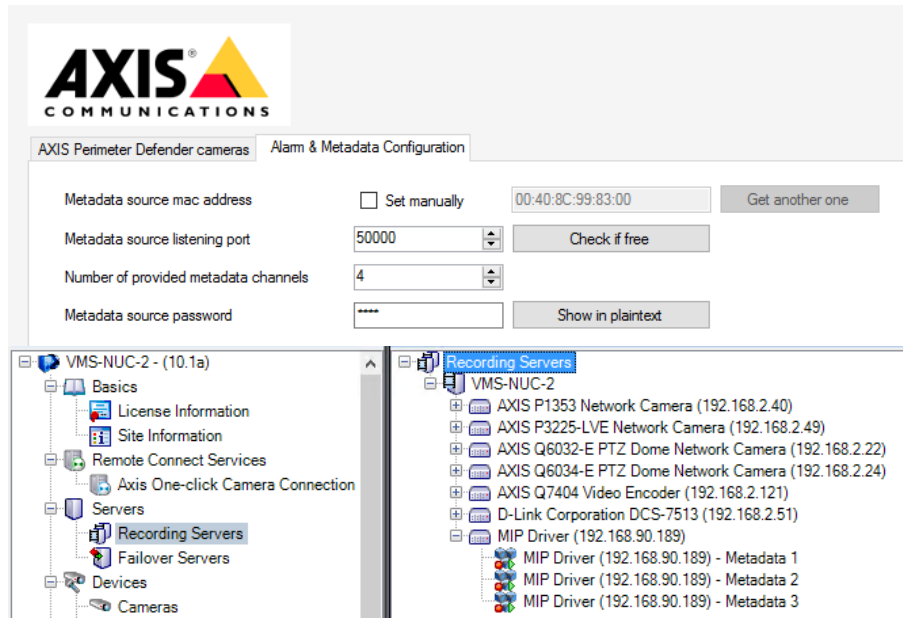 AXIS®
COMMUNICATIONS
AXIS Perimeter Defender cameras Alarm & Metadata Configuration
Metadata source mac address Set manually 00:40:8C:99:83:00 Get another one
Metadata source listening port 50000 Check if free
Number of provided metadata channels 4
Metadata source password **** Show in plaintext
VMS-NUC-2 - (10.1a)
Basics
License Information
Site Information
Remote Connect Services
Axis One-click Camera Connection
Servers
Recording Servers
Failover Servers
Devices
Cameras
Recording Servers
VMS-NUC-2
AXIS P1353 Network Camera (192.168.2.40)
AXIS P3225-LVE Network Camera (192.168.2.49)
AXIS Q6032-E PTZ Dome Network Camera (192.168.2.22)
AXIS Q6034-E PTZ Dome Network Camera (192.168.2.24)
AXIS Q7404 Video Encoder (192.168.2.121)
D-Link Corporation DCS-7513 (192.168.2.51)
MIP Driver (192.168.90.189)
MIP Driver (192.168.90.189) - Metadata 1
MIP Driver (192.168.90.189) - Metadata 2
MIP Driver (192.168.90.189) - Metadata 3